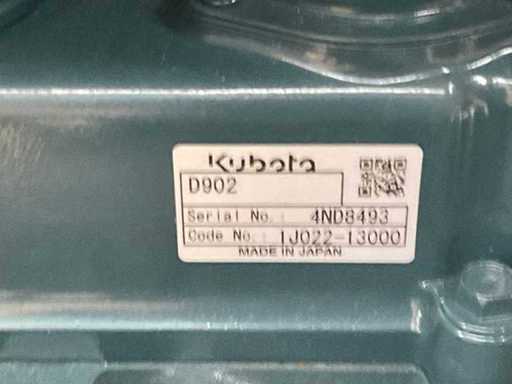 Kubota
D902
Serial No. : 4ND8493
Code No. : 1J022-13000
MADE IN JAPAN